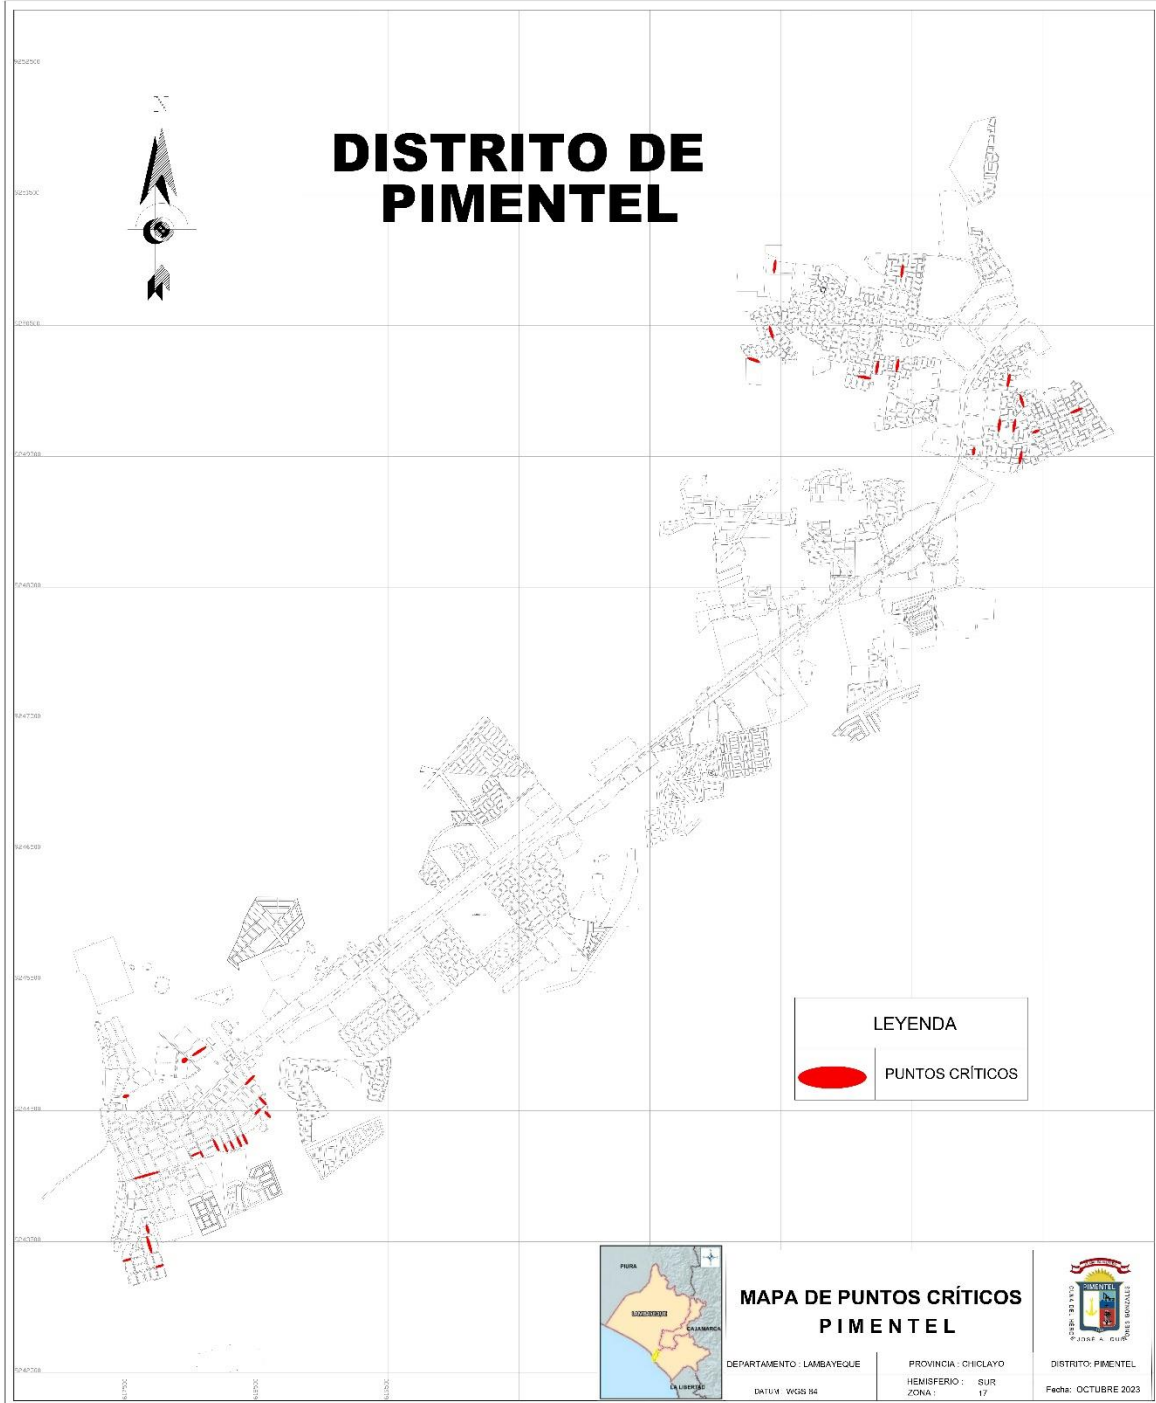 DISTRITO DE
PIMENTEL
N
LEYENDA
PUNTOS CRÍTICOS
PIURA
LAMBAYEQUE
CAJAMARCA
LA LIBERTAD
MAPA DE PUNTOS CRÍTICOS
PIMENTEL
DEPARTAMENTO : LAMBAYEQUE
PROVINCIA : CHICLAYO
DISTRITO: PIMENTEL
DATUM : WGS 84
HEMISFERIO : SUR
ZONA : 17
Fecha: OCTUBRE 2023
PIMENTEL